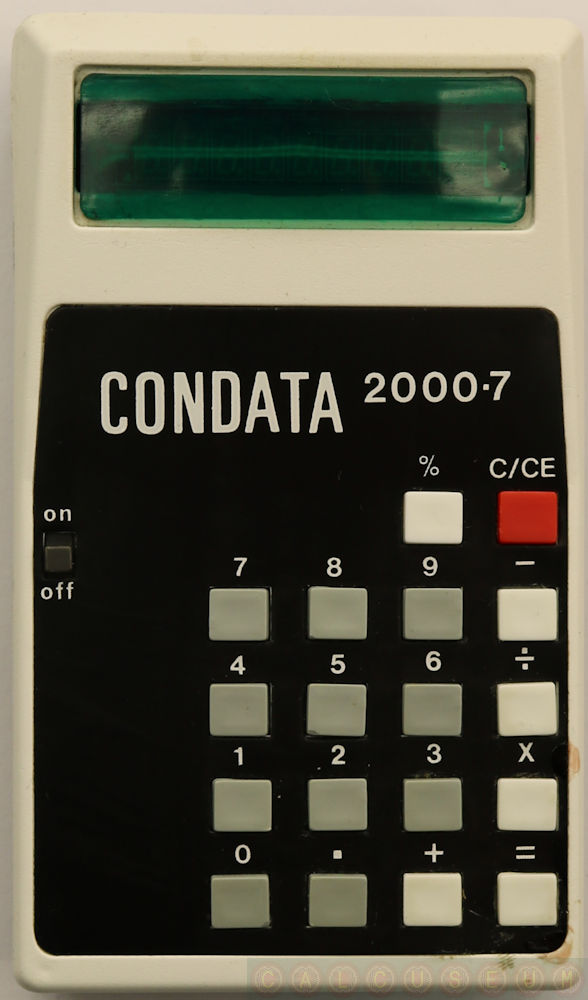 CONDATA 2000·7
% C/CE
on
7 8 9 −
off
4 5 6 ÷
1 2 3 X
0 . + =
CALCUSEUM